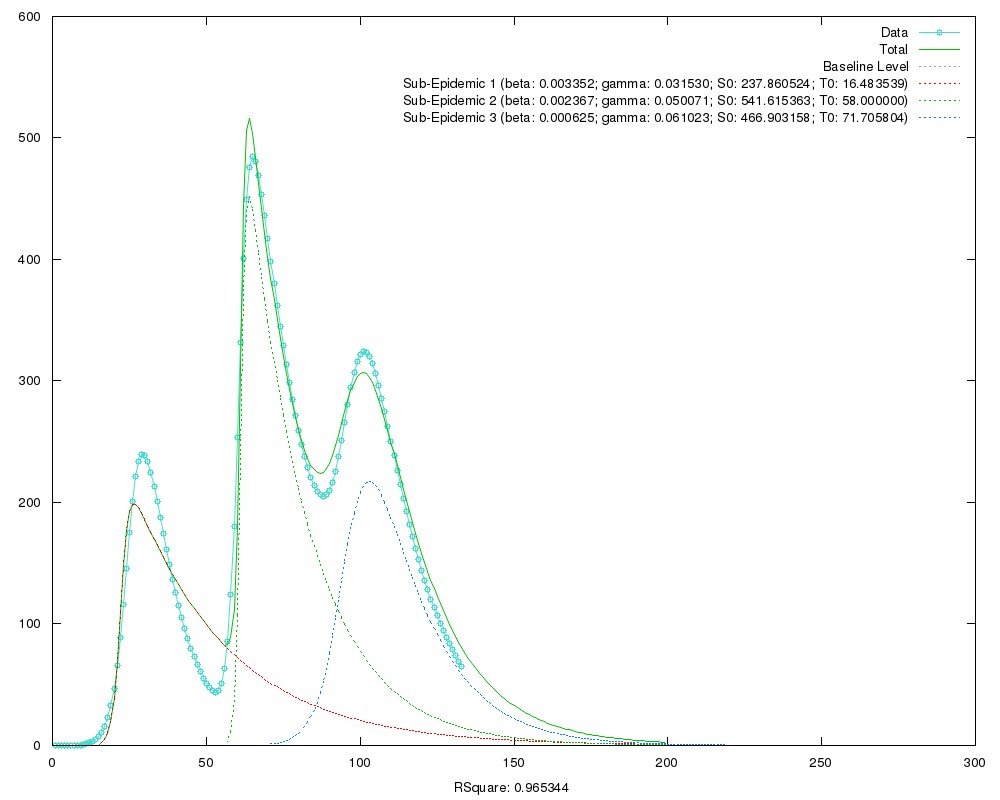 600
500
400
300
200
100
0
Data
Total
Baseline Level
Sub-Epidemic 1 (beta: 0.003352; gamma: 0.031530; S0: 237.860524; T0: 16.483539)
Sub-Epidemic 2 (beta: 0.002367; gamma: 0.050071; S0: 541.615363; T0: 58.000000)
Sub-Epidemic 3 (beta: 0.000625; gamma: 0.061023; S0: 466.903158; T0: 71.705804)
0 50 100 150 200 250 300
RSquare: 0.965344